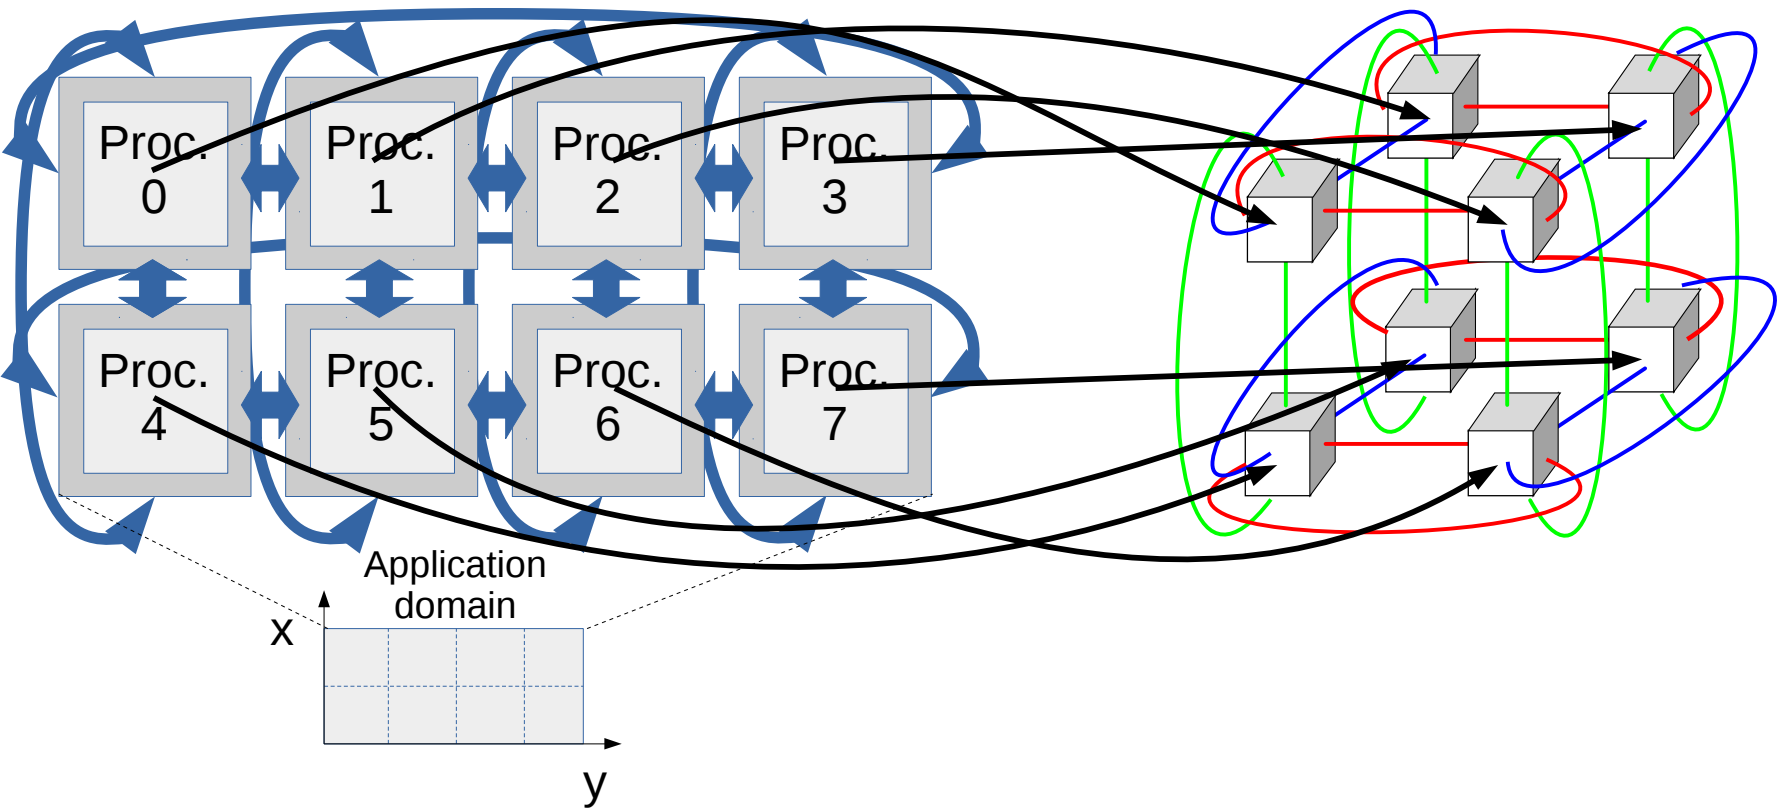 Proc.
0
Proc.
1
Proc.
2
Proc.
3
Proc.
4
Proc.
5
Proc.
6
Proc.
7
Application
domain
x
y